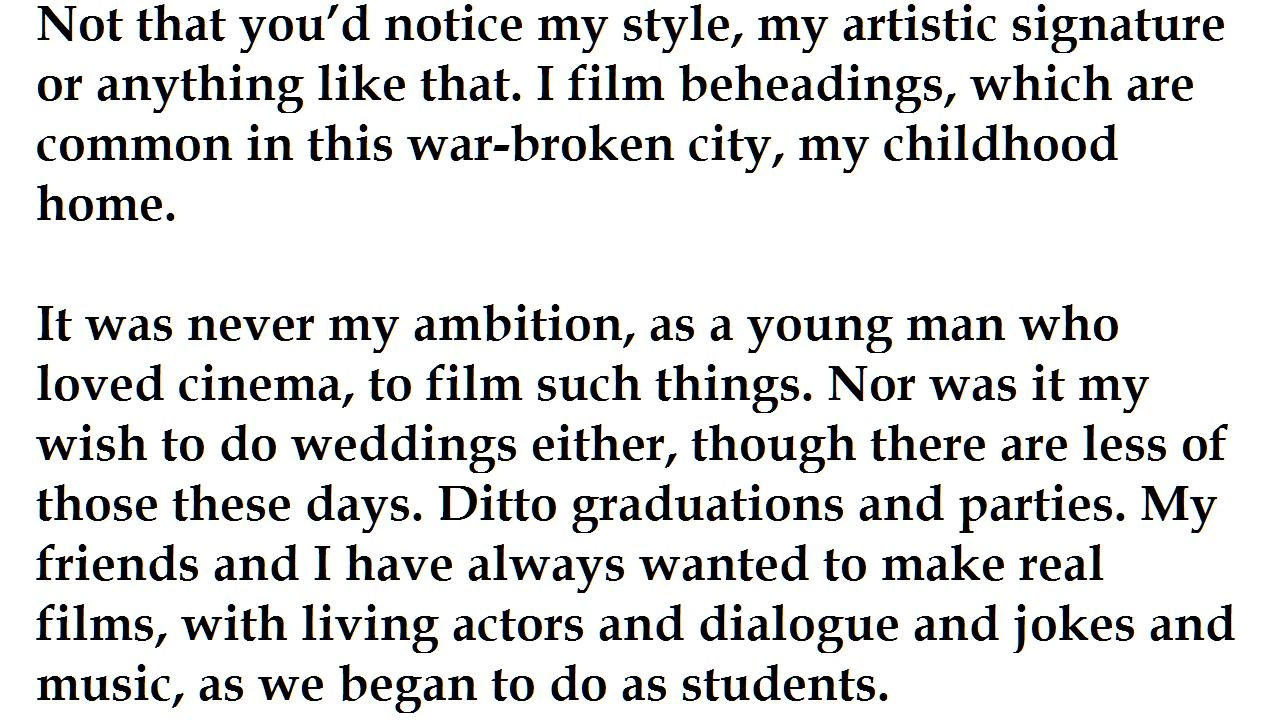 Not that you’d notice my style, my artistic signature
or anything like that. I film beheadings, which are
common in this war-broken city, my childhood
home.
It was never my ambition, as a young man who
loved cinema, to film such things. Nor was it my
wish to do weddings either, though there are less of
those these days. Ditto graduations and parties. My
friends and I have always wanted to make real
films, with living actors and dialogue and jokes and
music, as we began to do as students.